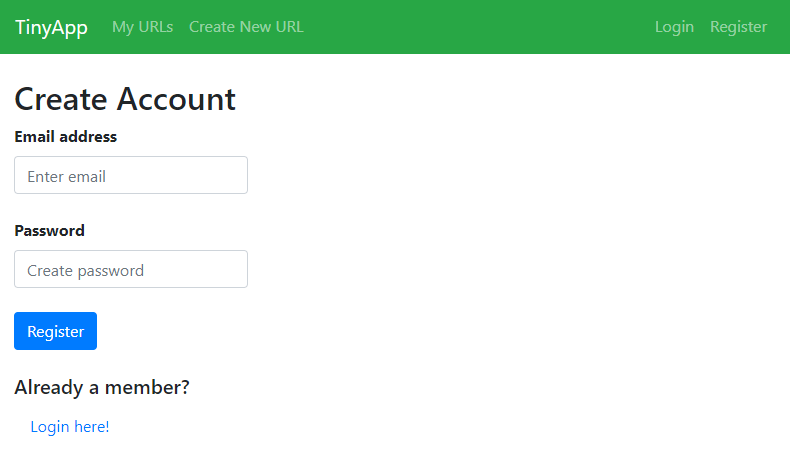 TinyApp My URLs Create New URL Login Register
Create Account
Email address
Enter email
Password
Create password
Register
Already a member?
Login here!